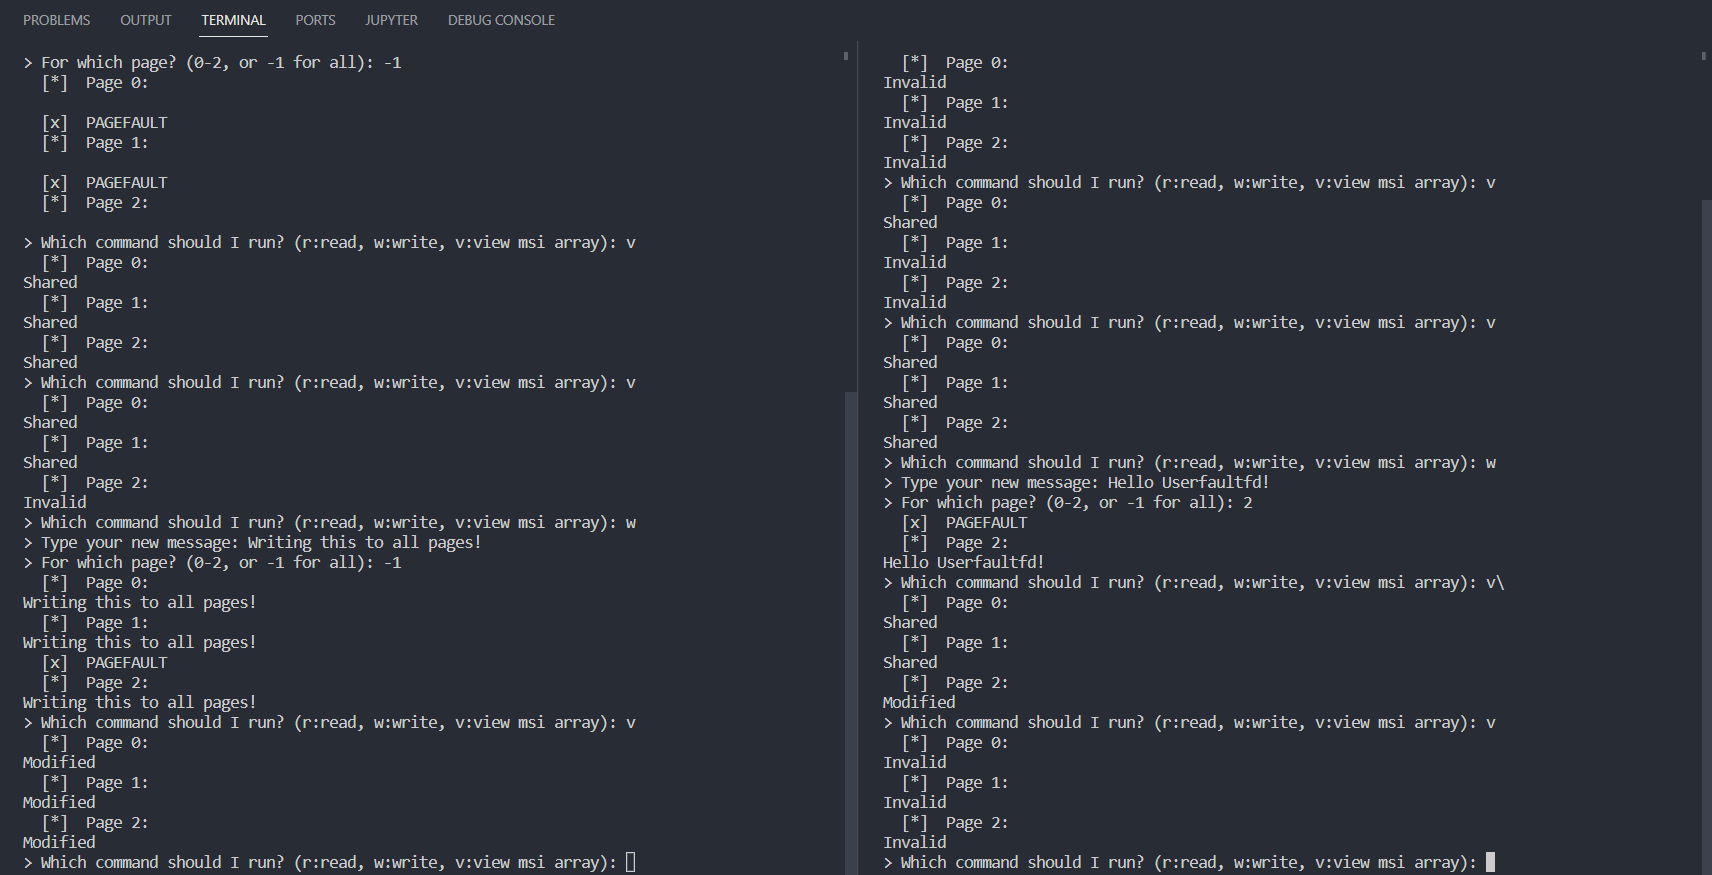 PROBLEMS OUTPUT TERMINAL PORTS JUPYTER DEBUG CONSOLE
> For which page? (0-2, or -1 for all): -1
[*] Page 0:
[x] PAGEFAULT
[*] Page 1:
[x] PAGEFAULT
[*] Page 2:
> Which command should I run? (r:read, w:write, v:view msi array): v
[*] Page 0:
Shared
[*] Page 1:
Shared
[*] Page 2:
Shared
> Which command should I run? (r:read, w:write, v:view msi array): v
[*] Page 0:
Shared
[*] Page 1:
Shared
[*] Page 2:
Invalid
> Which command should I run? (r:read, w:write, v:view msi array): w
> Type your new message: Writing this to all pages!
> For which page? (0-2, or -1 for all): -1
[*] Page 0:
Writing this to all pages!
[*] Page 1:
Writing this to all pages!
[x] PAGEFAULT
[*] Page 2:
Writing this to all pages!
> Which command should I run? (r:read, w:write, v:view msi array): v
[*] Page 0:
Modified
[*] Page 1:
Modified
[*] Page 2:
Modified
> Which command should I run? (r:read, w:write, v:view msi array):
[*] Page 0:
Invalid
[*] Page 1:
Invalid
[*] Page 2:
Invalid
> Which command should I run? (r:read, w:write, v:view msi array): v
[*] Page 0:
Shared
[*] Page 1:
Invalid
[*] Page 2:
Invalid
> Which command should I run? (r:read, w:write, v:view msi array): v
[*] Page 0:
Shared
[*] Page 1:
Shared
[*] Page 2:
Shared
> Which command should I run? (r:read, w:write, v:view msi array): w
> Type your new message: Hello Userfaultfd!
> For which page? (0-2, or -1 for all): 2
[x] PAGEFAULT
[*] Page 2:
Hello Userfaultfd!
> Which command should I run? (r:read, w:write, v:view msi array): v\
[*] Page 0:
Shared
[*] Page 1:
Shared
[*] Page 2:
Modified
> Which command should I run? (r:read, w:write, v:view msi array): v
[*] Page 0:
Invalid
[*] Page 1:
Invalid
[*] Page 2:
Invalid
> Which command should I run? (r:read, w:write, v:view msi array):